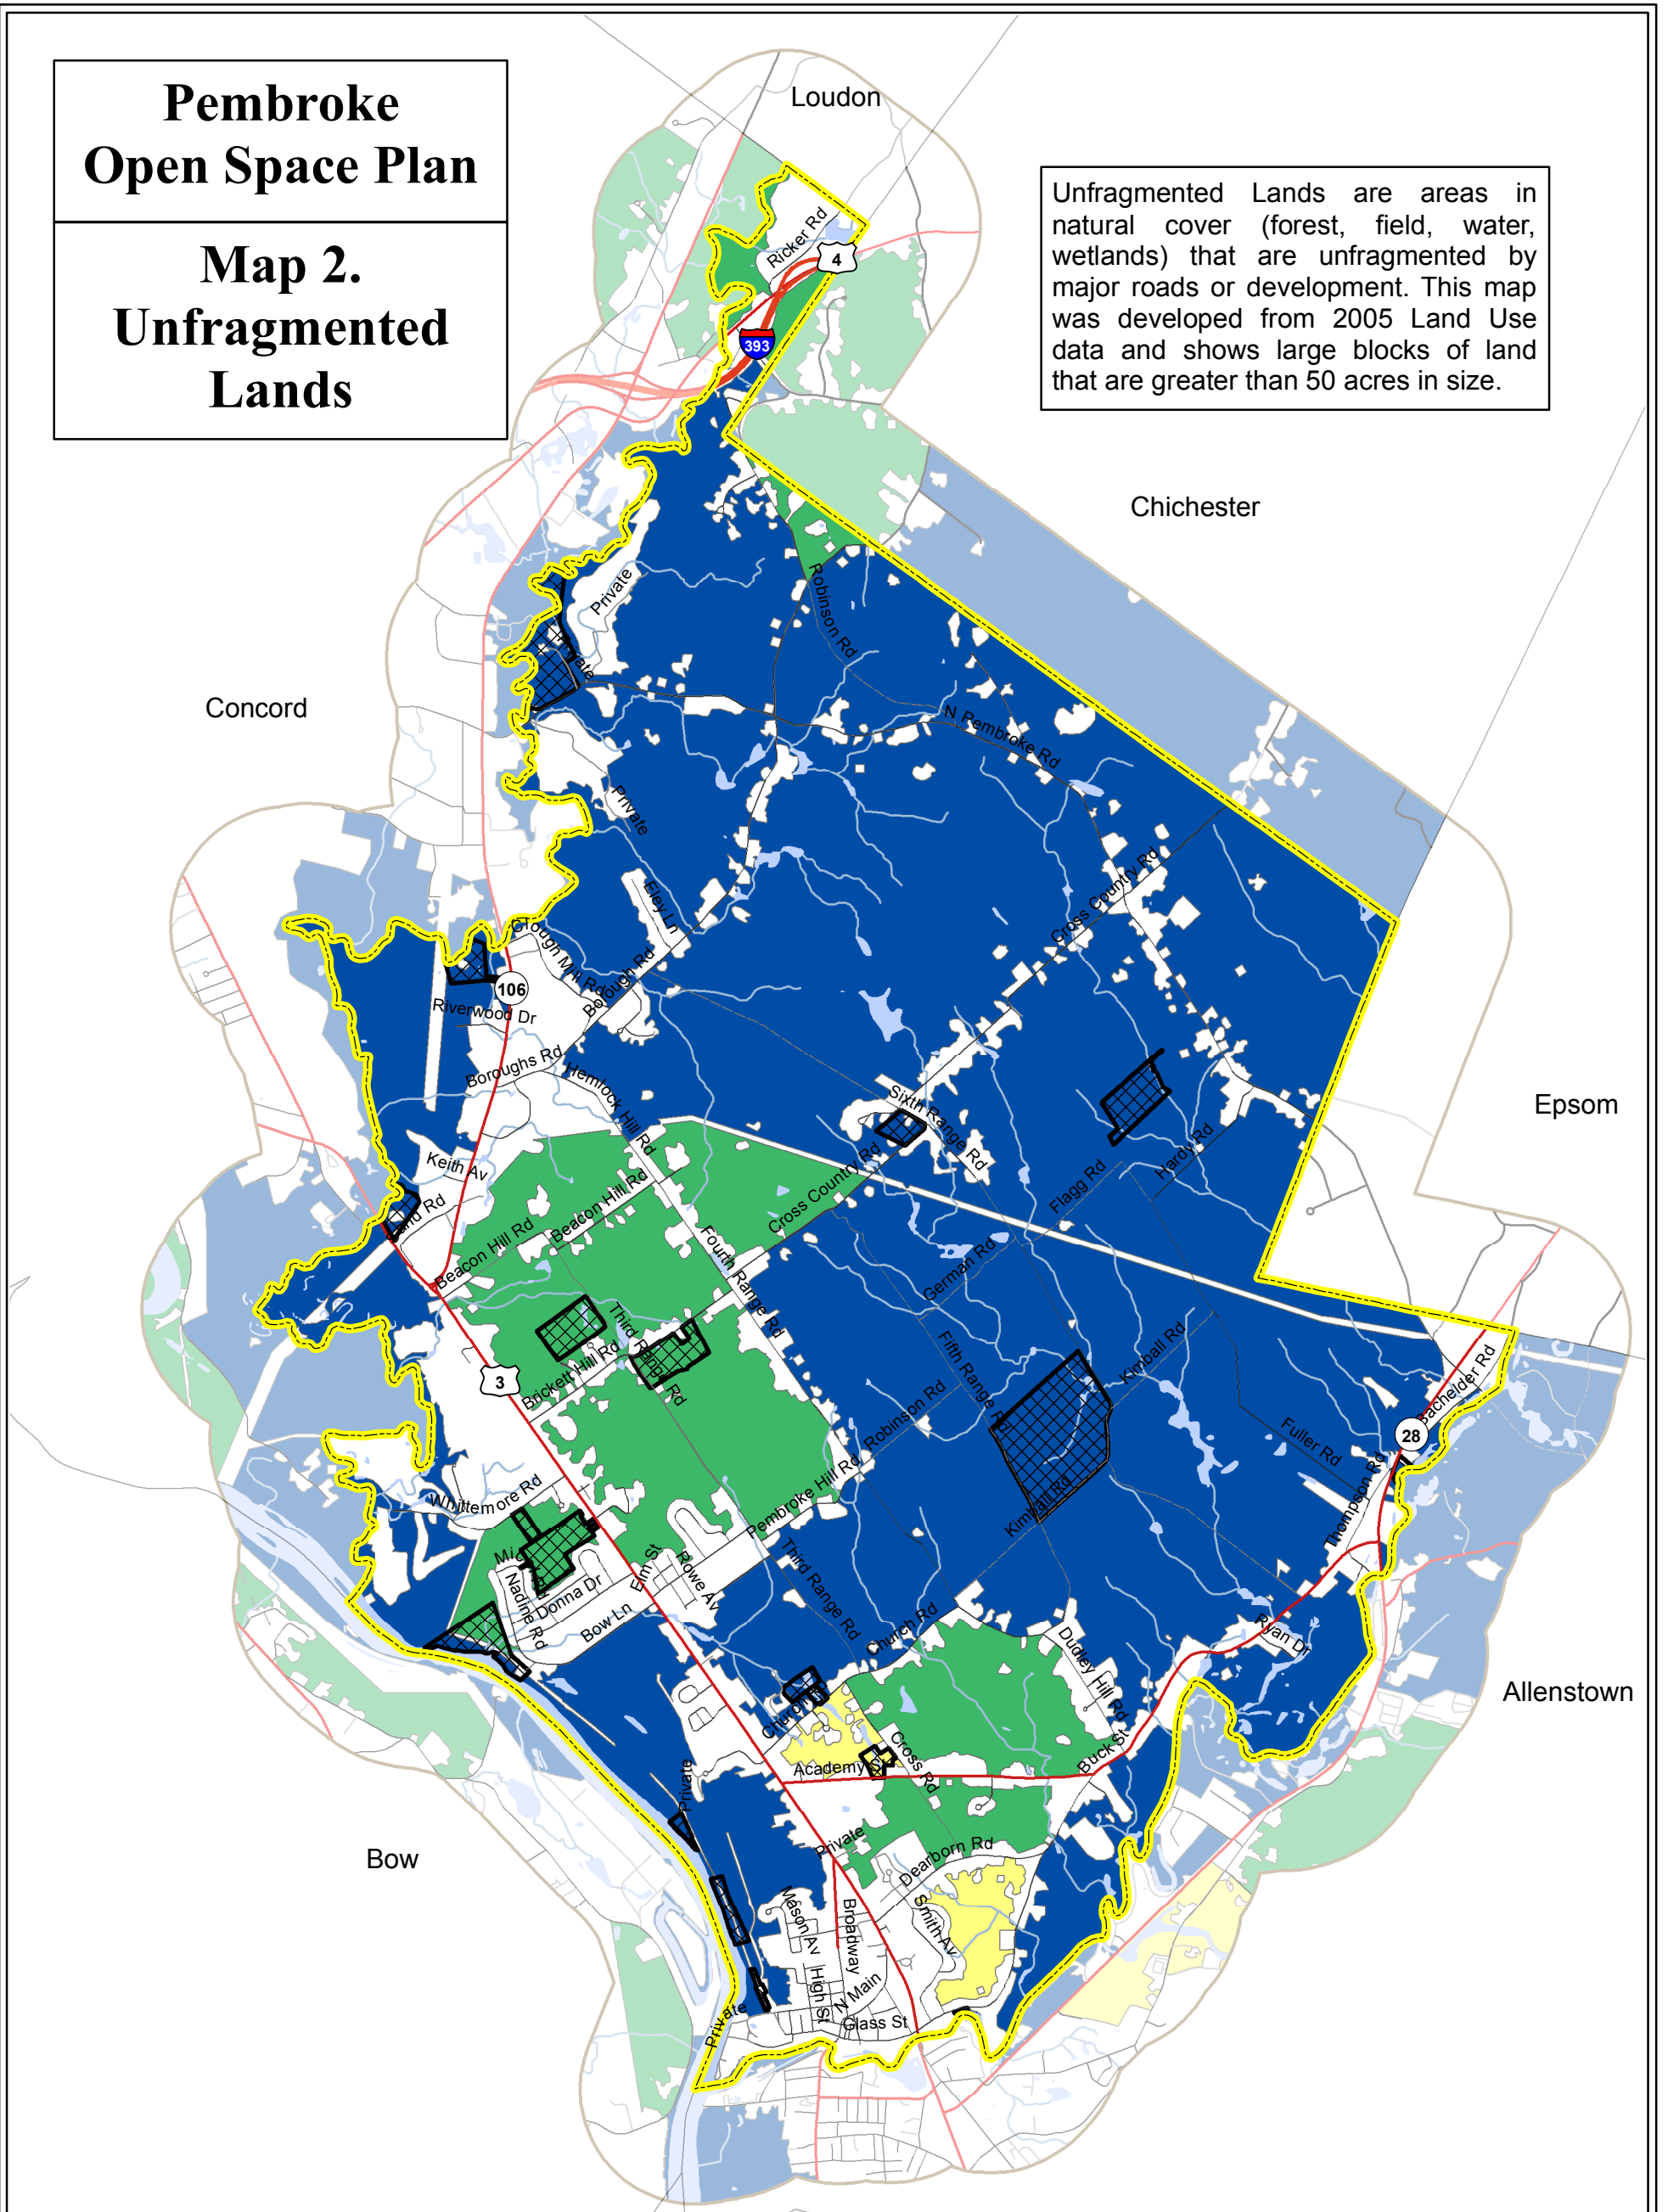 Pembroke
Open Space Plan
Map 2.
Unfragmented
Lands
Unfragmented Lands are areas in
natural cover (forest, field, water,
wetlands) that are unfragmented by
major roads or development. This map
was developed from 2005 Land Use
data and shows large blocks of land
that are greater than 50 acres in size.
Loudon
Ricker Rd
4
393
Chichester
Private
Robinson Rd
Private
Concord
N Pembroke Rd
Private
Cross Country Rd
Eley Ln
Clough Mill Rd
Borough Rd
106
Riverwood Dr
Boroughs Rd
Hemlock Hill Rd
Sixth Range Rd
Epsom
Keith Av
Hardy Rd
Flagg Rd
Cross Country Rd
Beacon Hill Rd
Beacon Hill Rd
Fourth Range Rd
German Rd
Third Range Rd
Brickett Hill Rd
3
Fifth Range Rd
Kimball Rd
Robinson Rd
Bachelder Rd
28
Fuller Rd
Thompson Rd
Pembroke Hill Rd
Whittemore Rd
Kimball Rd
Elm St
Rowe Av
Nadine Rd
Donna Dr
Bow Ln
Third Range Rd
Church Rd
Dudley Hill Rd
Ryan Dr
Allenstown
Cross Rd
Buck St
Academy
Private
Private
Dearborn Rd
Bow
Mason Av
Broadway
Smith Av
High St
N Main
Glass St
Private